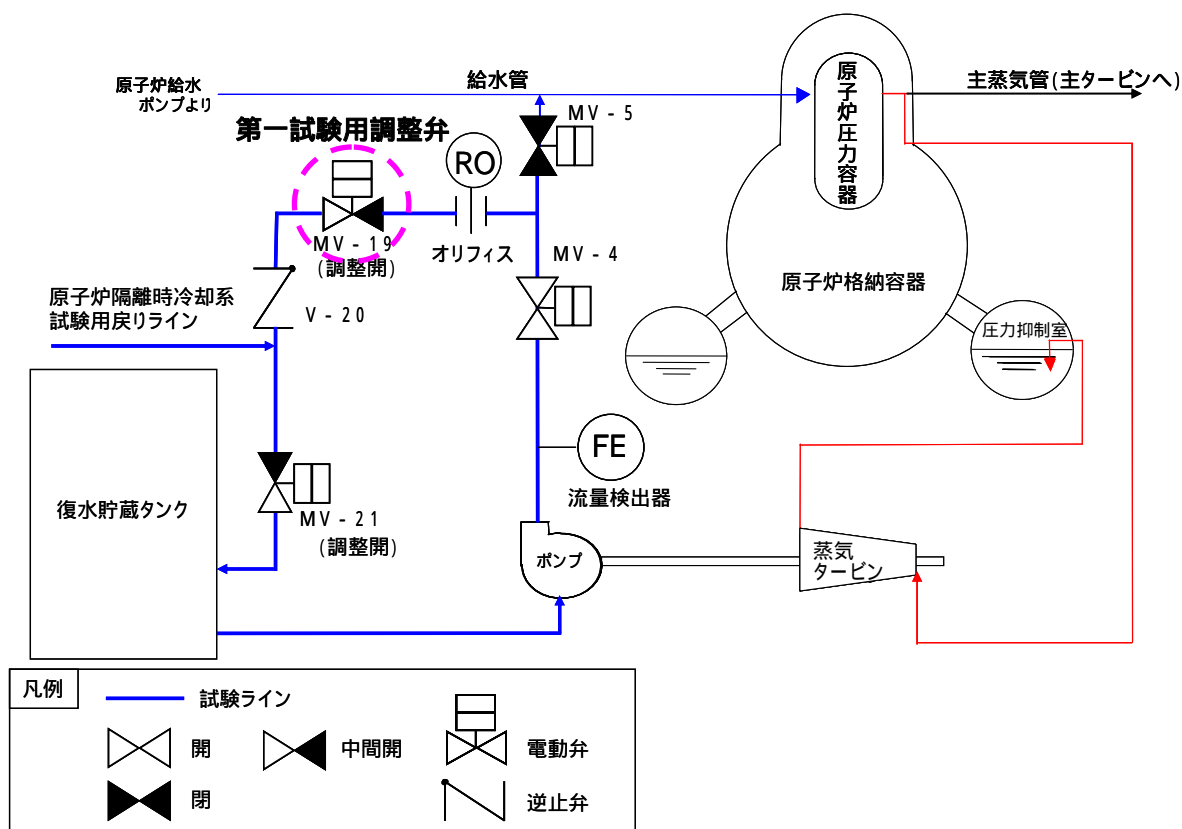 原子炉給水
ポンプより
給水管
主蒸気管(主タービンへ)
原子炉圧力容器
MV-5
第一試験用調整弁
RO
オリフィス
MV-19
(調整開)
MV-4
原子炉格納容器
原子炉隔離時冷却系
試験用戻りライン
V-20
圧力抑制室
FE
流量検出器
復水貯蔵タンク
MV-21
(調整開)
ポンプ
蒸気
タービン
凡例
試験ライン
開
中間開
電動弁
閉
逆止弁